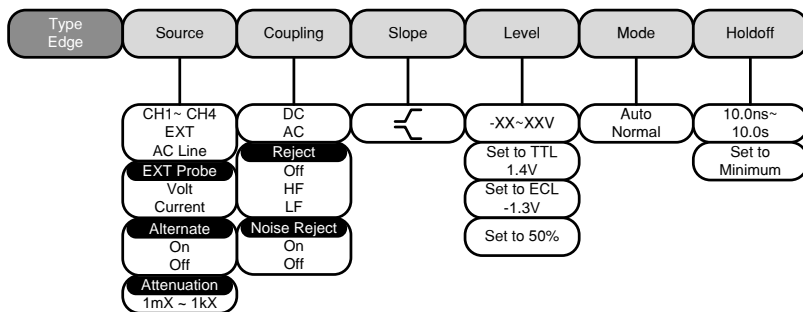 Type
Edge
Source
Coupling
Slope
Level
Mode
Holdoff
CH1~ CH4
EXT
AC Line
EXT Probe
Volt
Current
Alternate
On
Off
Attenuation
1mX ~ 1kX
DC
AC
Reject
Off
HF
LF
Noise Reject
On
Off
-XX~XXV
Set to TTL
1.4V
Set to ECL
-1.3V
Set to 50%
Auto
Normal
10.0ns~
10.0s
Set to
Minimum